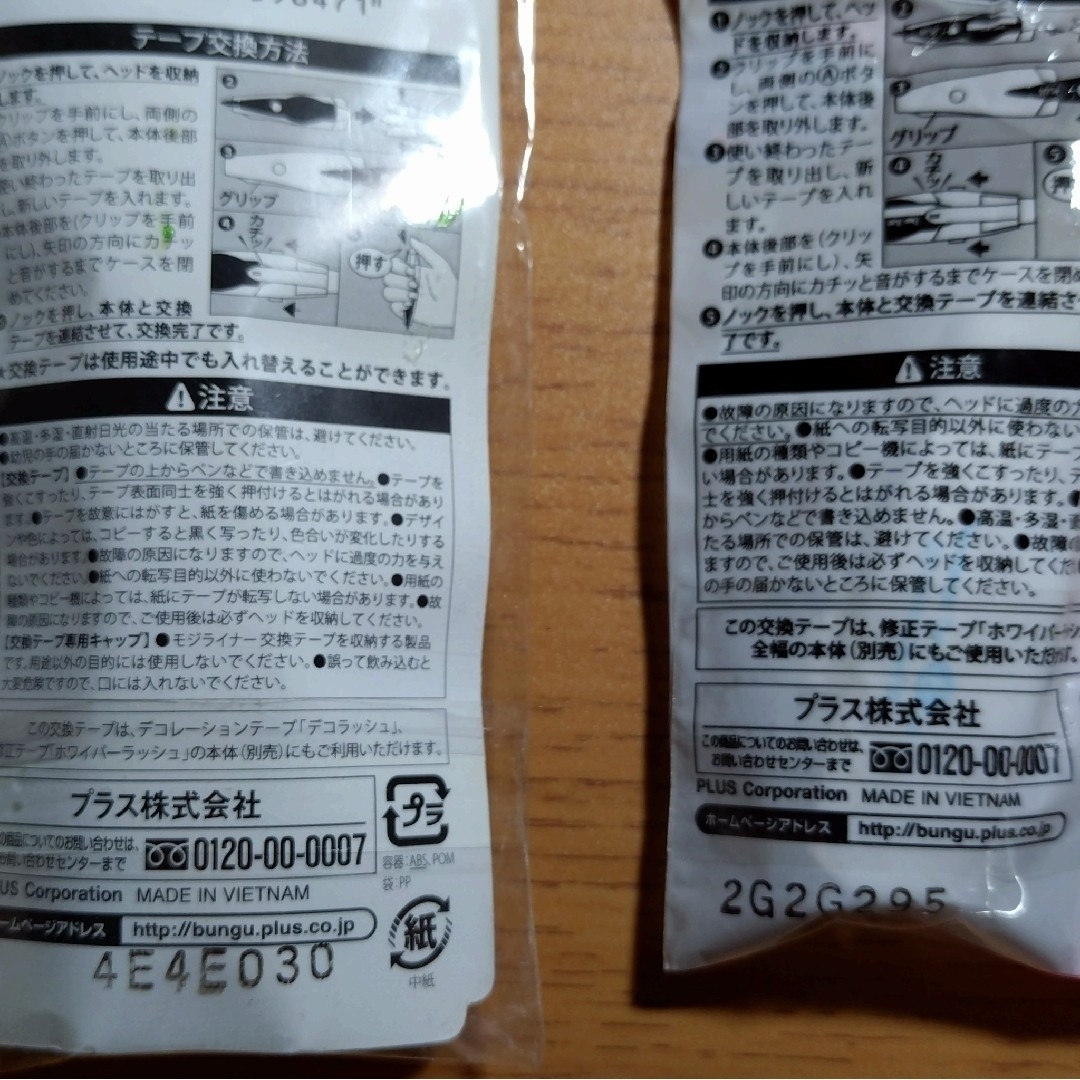 テープ交換方法
ノックを押して、ヘッドを収納
します。
クリップを手前にし、両側の
Ⓐボタンを押して、本体後部
を取り外します。
使い終わったテープを取り出
し、新しいテープを入れます。
本体後部を(クリップを手前
にし)、矢印の方向にカチッ
と音がするまでケースを閉
めてください。
ノックを押し、本体と交換
テープを連結させて、交換完了です。
❷
❸
グリップ
❹
カチッ!
押す
★交換テープは使用途中でも入れ替えることができます。
注意
●高温・多湿・直射日光の当たる場所での保管は、避けてください。
●幼児の手の届かないところに保管してください。
[交換テープ] ●テープの上からペンなどで書き込めません。●テープを
強くこすったり、テープ表面同士を強く押付けるとはがれる場合があり
ます。●テープを故意にはがすと、紙を傷める場合があります。●デザイ
ンや色によっては、コピーすると黒く写ったり、色合いが変化したりする
場合があります。●故障の原因になりますので、ヘッドに過度の力を与え
ないでください。●紙への転写目的以外に使わないでください。●用紙の
種類やコピー機によっては、紙にテープが転写しない場合があります。●故
障の原因になりますので、ご使用後は必ずヘッドを収納してください。
[交換テープ専用キャップ] ●モジライナー交換テープを収納する製品
です。用途以外の目的には使用しないでください。●誤って飲み込むと
大変危険ですので、口には入れないでください。
この交換テープは、デコレーションテープ「デコラッシュ」、
修正テープ「ホワイパーラッシュ」の本体(別売)にもご利用いただけます。
プラス株式会社
の商品についてのお問い合わせは、
お問い合わせセンターまで
0120-00-0007
PLUS Corporation MADE IN VIETNAM
ホームページアドレス http://bungu.plus.co.jp
4E4E030
プラ
容器:ABS, POM
袋:PP
紙
中紙
❶ノックを押して、ヘッ
ドを収納します。
❷クリップを手前に
し、両側のⒶボタ
ンを押して、本体後
部を取り外します。
❸使い終わったテー
プを取り出し、新
しいテープを入れ
ます。
❹本体後部を(クリッ
プを手前にし)、矢
印の方向にカチッと音がするまでケースを閉め
❺ノックを押し、本体と交換テープを連結さ
了です。
❷
❸
グリップ
❹
カチッ!
❺
押
注意
●故障の原因になりますので、ヘッドに過度の力
でください。●紙への転写目的以外に使わない
●用紙の種類やコピー機によっては、紙にテープ
い場合があります。●テープを強くこすったり、テ
士を強く押付けるとはがれる場合があります。●
からペンなどで書き込めません。●高温・多湿・直
たる場所での保管は、避けてください。●故障の
ますので、ご使用後は必ずヘッドを収納してくだ
の手の届かないところに保管してください。
この交換テープは、修正テープ「ホワイパー
全幅の本体(別売)にもご使用いただけ
プラス株式会社
この商品についてのお問い合わせは、
お問い合わせセンターまで
0120-00-0007
PLUS Corporation MADE IN VIETNAM
ホームページアドレス http://bungu.plus.co.jp
2G2G295